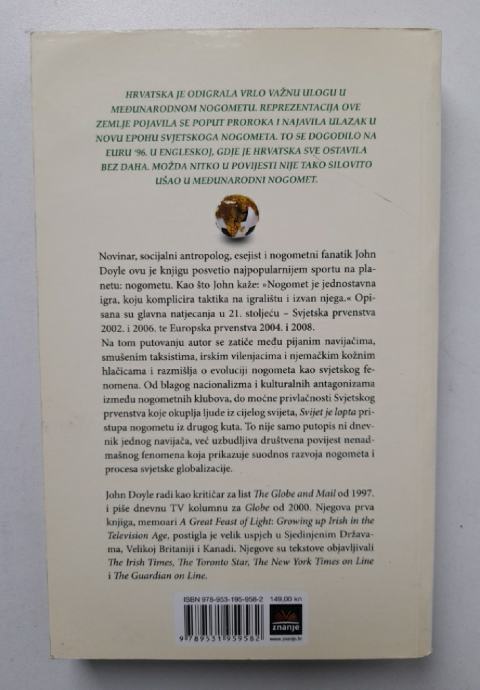 HRVATSKA JE ODIGRALA VRLO VAŽNU ULOGU U
MEĐUNARODNOM NOGOMETU. REPREZENTACIJA OVE
ZEMLJE POJAVILA SE POPUT PROROKA I NAJAVILA ULAZAK U
NOVU EPOHU SVJETSKOGA NOGOMETA. TO SE DOGODILO NA
EURU '96. U ENGLESKOJ, GDJE JE HRVATSKA SVE OSTAVILA
BEZ DAHA. MOŽDA NITKO U POVIJESTI NIJE TAKO SILOVITO
UŠAO U MEĐUNARODNI NOGOMET.
Novinar, socijalni antropolog, esejist i nogometni fanatik John
Doyle ovu je knjigu posvetio najpopularnijem sportu na pla-
netu: nogometu. Kao što John kaže: »Nogomet je jednostavna
igra, koju komplicira taktika na igralištu i izvan njega.« Opi-
sana su glavna natjecanja u 21. stoljeću – Svjetska prvenstva
2002. i 2006. te Europska prvenstva 2004. i 2008.
Na tom putovanju autor se zatiče među pijanim navijačima,
smušenim taksistima, irskim vilenjacima i njemačkim kožnim
hlačicama i razmišlja o evoluciji nogometa kao svjetskog fe-
nomena. Od blagog nacionalizma i kulturalnih antagonizama
između nogometnih klubova, do moćne privlačnosti Svjetskog
prvenstva koje okuplja ljude iz cijelog svijeta, Svijet je lopta pri-
stupa nogometu iz drugog kuta. To nije samo putopis ni dnev-
nik jednog navijača, već uzbudljiva društvena povijest nenad-
mašnog fenomena koja prikazuje suodnos razvoja nogometa i
procesa svjetske globalizacije.
John Doyle radi kao kritičar za list The Globe and Mail od 1997.
i piše dnevnu TV kolumnu za Globe od 2000. Njegova prva
knjiga, memoari A Great Feast of Light: Growing up Irish in the
Television Age, postigla je velik uspjeh u Sjedinjenim Država-
ma, Velikoj Britaniji i Kanadi. Njegove su tekstove objavljivali
The Irish Times, The Toronto Star, The New York Times on Line
i The Guardian on Line.
ISBN 978-953-195-958-2 149,00 kn
9 789531 959582
znanje
www.znanje.hr